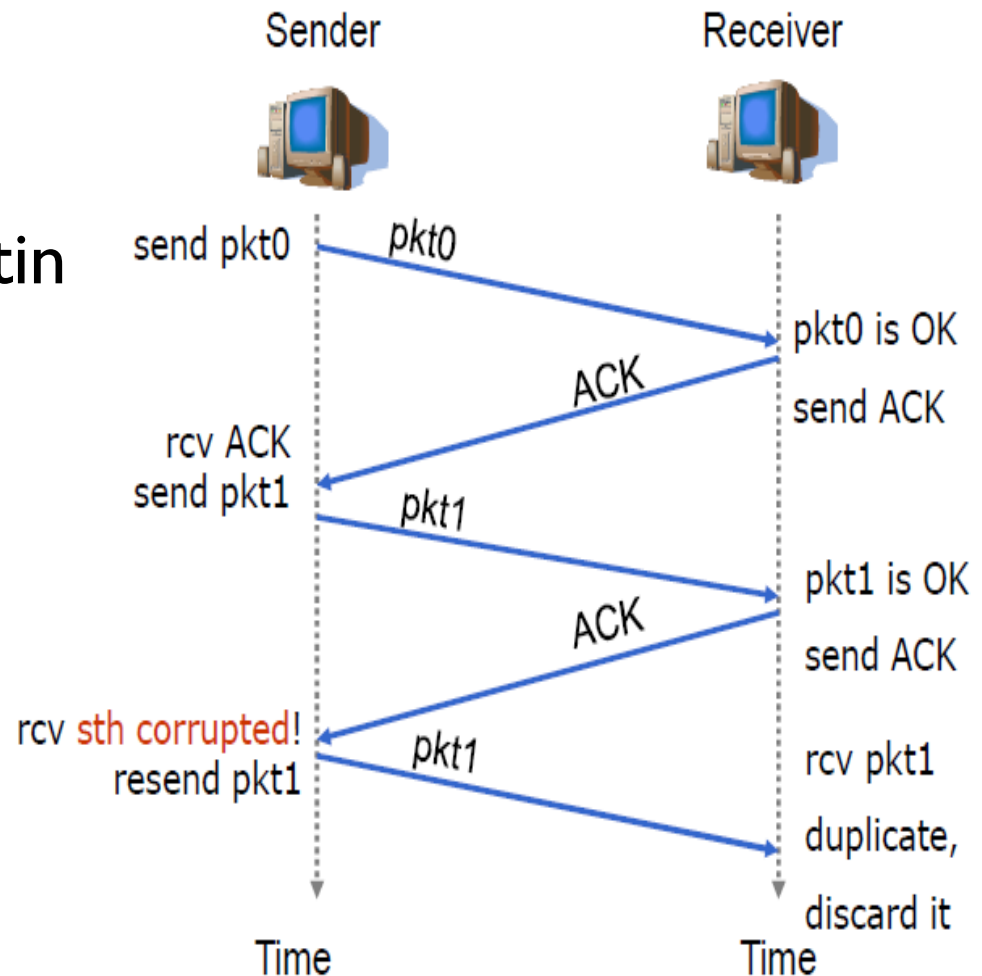 Sender
Receiver
send pkt0
pkt0
tin
pkt0 is OK
ACK
send ACK
rcv ACK
send pkt1
pkt1
pkt1 is OK
ACK
send ACK
rcv sth corrupted!
resend pkt1
pkt1
rcv pkt1
duplicate,
discard it
Time
Time